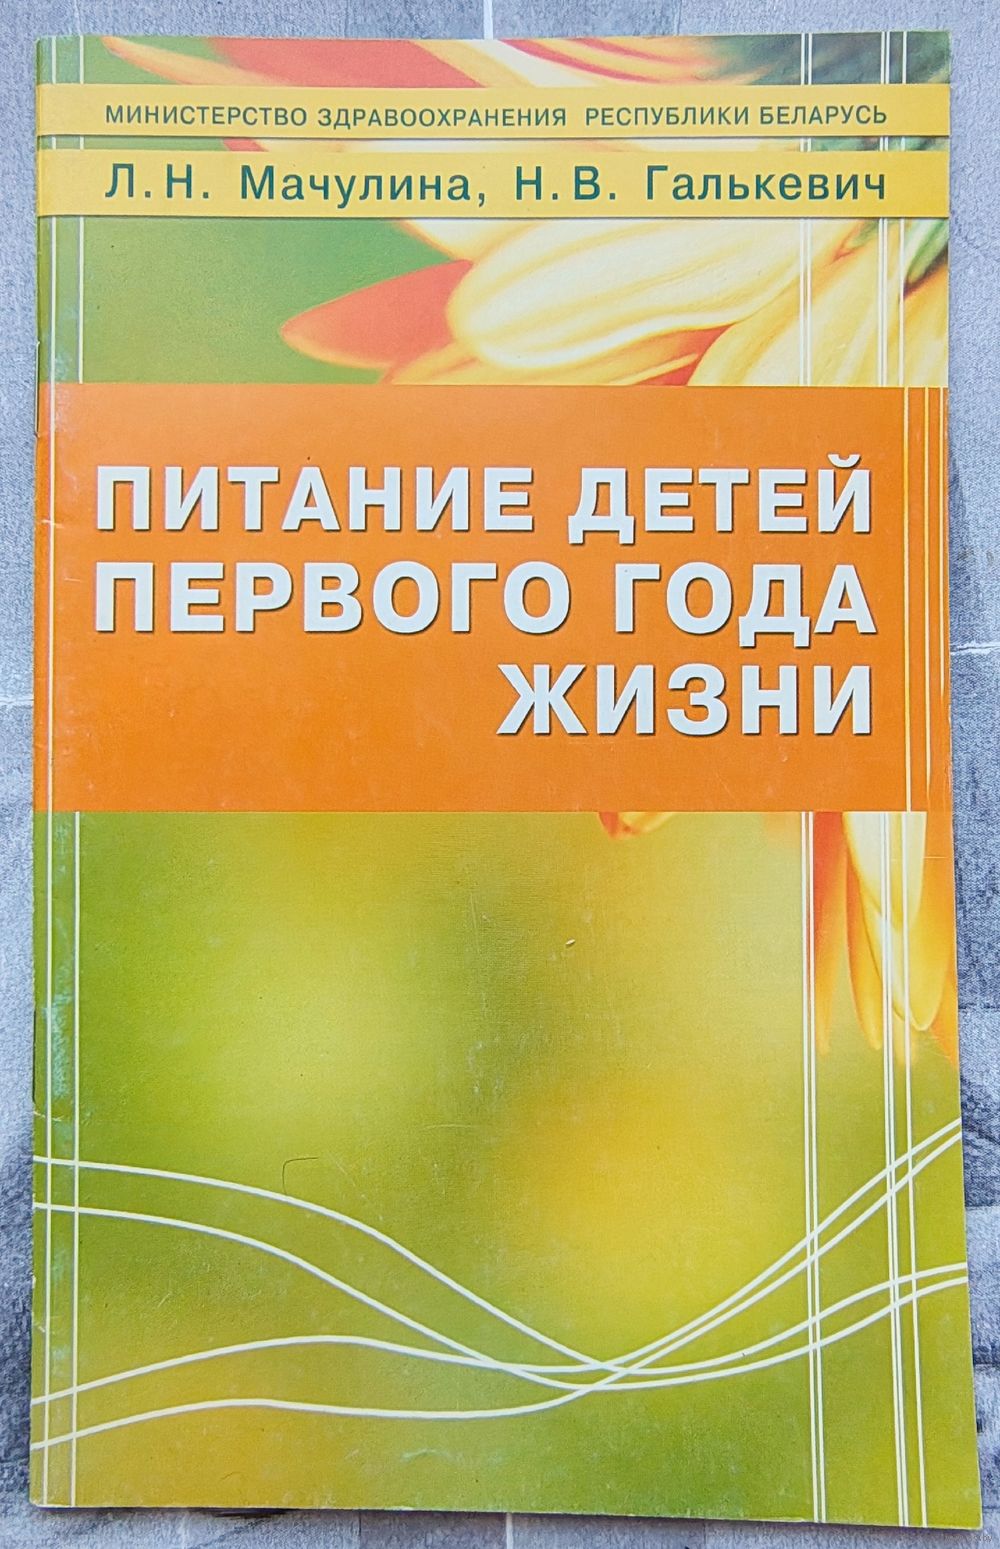 МИНИСТЕРСТВО ЗДРАВООХРАНЕНИЯ РЕСПУБЛИКИ БЕЛАРУСЬ
Л. Н. Мачулина, Н. В. Галькевич
ПИТАНИЕ ДЕТЕЙ
ПЕРВОГО ГОДА
ЖИЗНИ